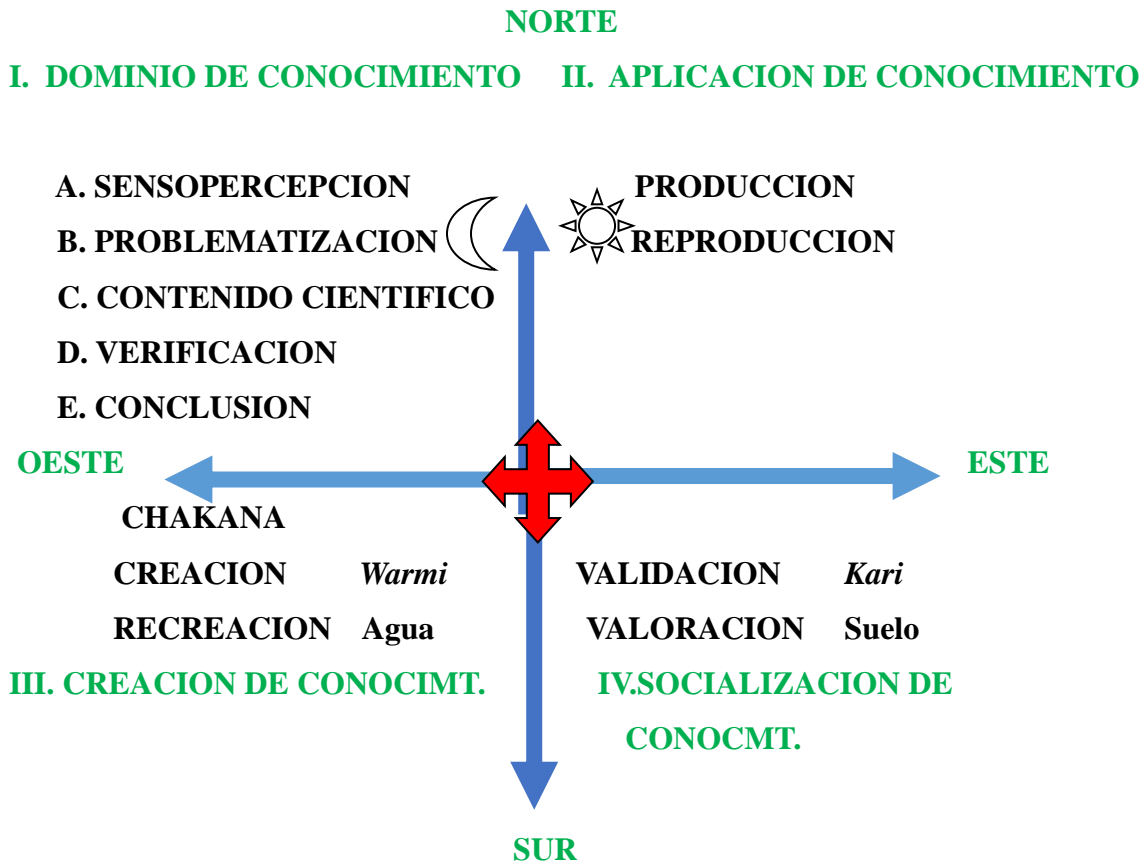 NORTE
I. DOMINIO DE CONOCIMIENTO II. APLICACION DE CONOCIMIENTO
A. SENSOPERCEPCION PRODUCCION
B. PROBLEMATIZACION REPRODUCCION
C. CONTENIDO CIENTIFICO
D. VERIFICACION
E. CONCLUSION
OESTE ESTE
CHAKANA
CREACION Warmi VALIDACION Kari
RECREACION Agua VALORACION Suelo
III. CREACION DE CONOCIMT. IV.SOCIALIZACION DE
CONOCMT.
SUR